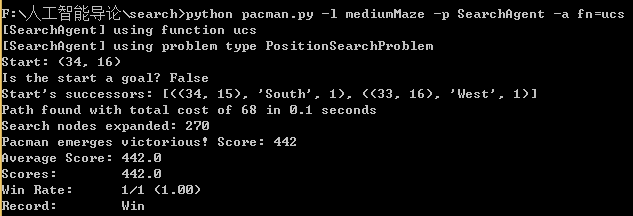 F:\人工智能导论\search>python pacman.py -l mediumMaze -p SearchAgent -a fn=ucs
[SearchAgent] using function ucs
[SearchAgent] using problem type PositionSearchProblem
Start: (34, 16)
Is the start a goal? False
Start's successors: [((34, 15), 'South', 1), ((33, 16), 'West', 1)]
Path found with total cost of 68 in 0.1 seconds
Search nodes expanded: 270
Pacman emerges victorious! Score: 442
Average Score: 442.0
Scores:        442.0
Win Rate:      1/1 (1.00)
Record:        Win